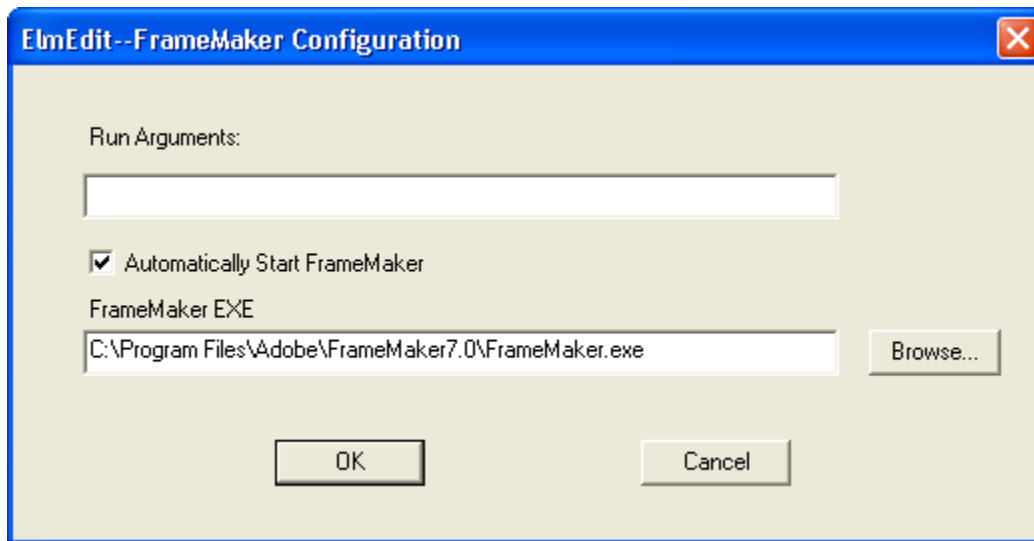 ElmEdit--FrameMaker Configuration
Run Arguments:
Automatically Start FrameMaker
FrameMaker EXE
C:\Program Files\Adobe\FrameMaker7.0\FrameMaker.exe
Browse...
OK
Cancel